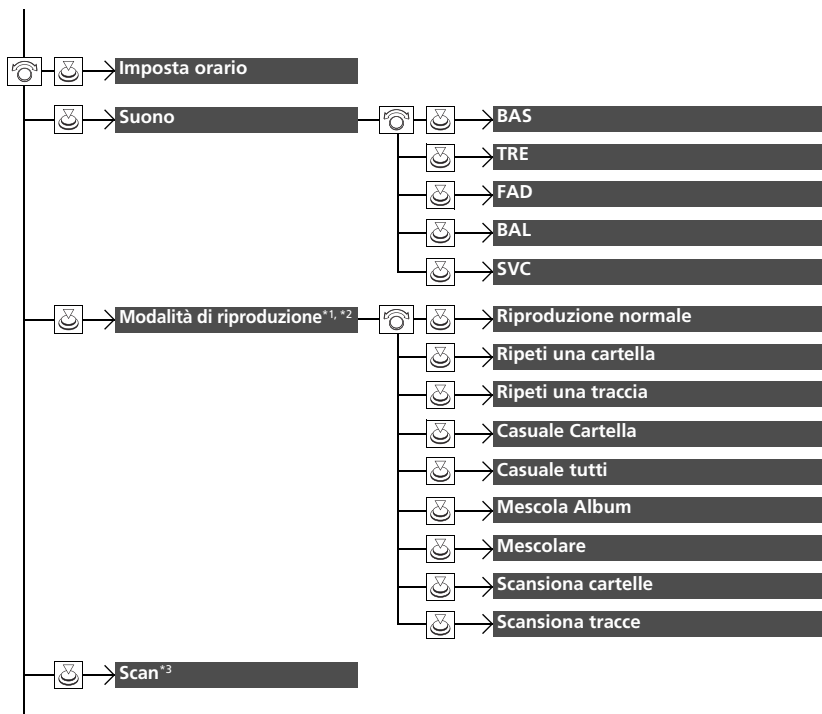 Imposta orario
Suono
BAS
TRE
FAD
BAL
SVC
Modalità di riproduzione*1, *2
Riproduzione normale
Ripeti una cartella
Ripeti una traccia
Casuale Cartella
Casuale tutti
Mescola Album
Mescolare
Scansiona cartelle
Scansiona tracce
Scan*3